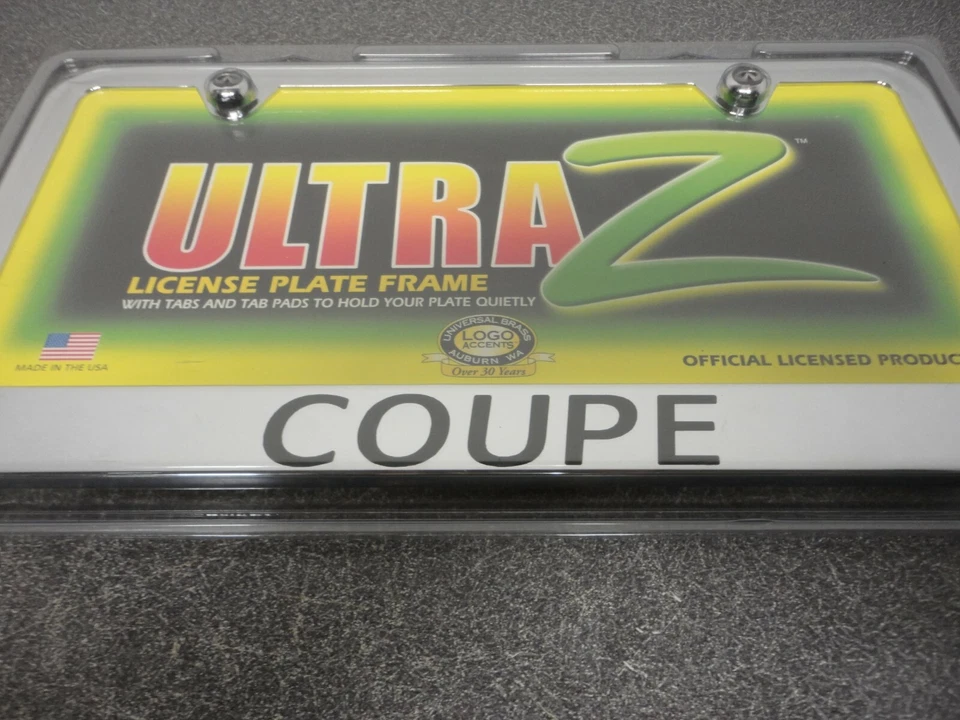 ULTRA Z ™
LICENSE PLATE FRAME
WITH TABS AND TAB PADS TO HOLD YOUR PLATE QUIETLY
MADE IN THE USA
UNIVERSAL BRASS
LOGO
ACCENTS
AUBURN WA
Over 30 Years
OFFICIAL LICENSED PRODUC
COUPE